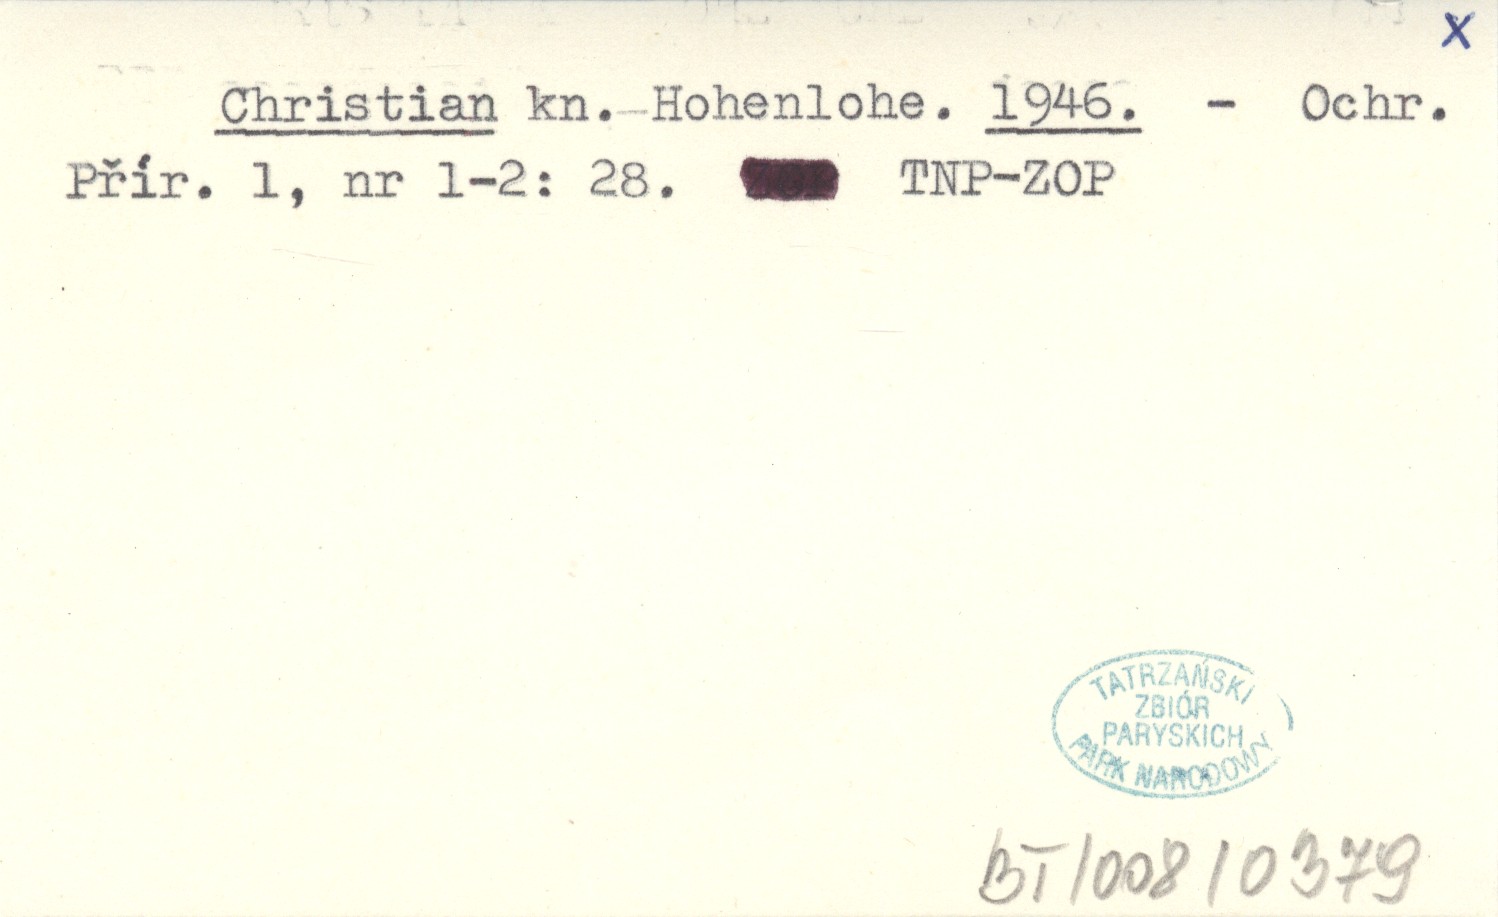 x
Christian kn. Hohenlohe. 1946. - Ochr.
Přír. 1, nr 1-2: 28. TNP-ZOP
TATRZAŃSKI
ZBIÓR
PARYSKICH
PARK NARODOWY
BT/008/0379